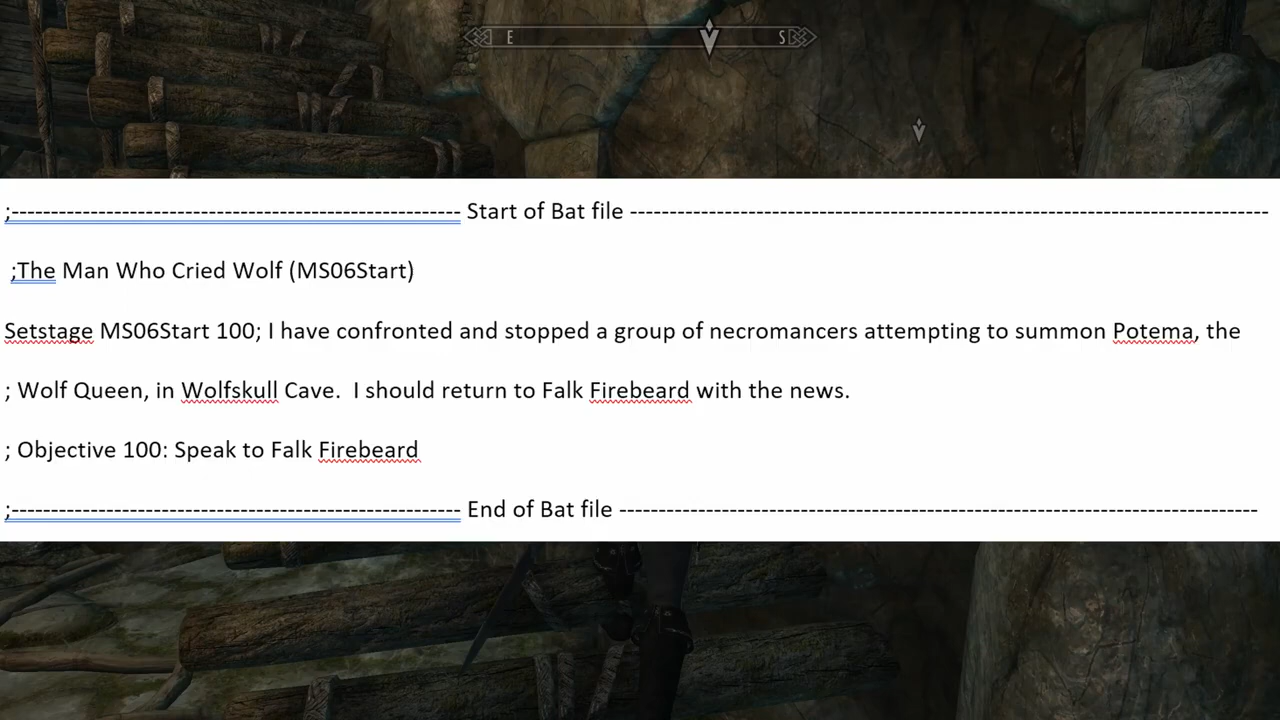 E S
;--------------------------------------------------------- Start of Bat file ---------------------------------------------------------------------------------
;The Man Who Cried Wolf (MS06Start)
Setstage MS06Start 100; I have confronted and stopped a group of necromancers attempting to summon Potema, the
; Wolf Queen, in Wolfskull Cave.  I should return to Falk Firebeard with the news.
; Objective 100: Speak to Falk Firebeard
;--------------------------------------------------------- End of Bat file ---------------------------------------------------------------------------------